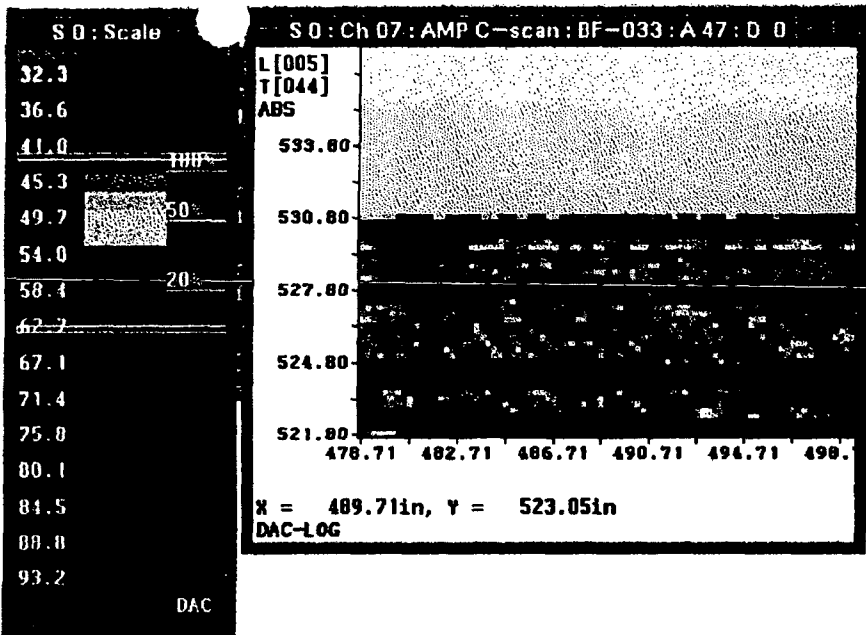 S 0 : Scale
32.3
36.6
41.0
100%
45.3
49.7
50%
54.0
20%
58.4
62.7
67.1
71.4
75.8
80.1
84.5
88.8
93.2
DAC
S 0 : Ch 07 : AMP C-scan : BF-033 : A 47 : D 0
L[005]
T[044]
ABS
533.80
530.80
527.80
524.80
521.80
478.71 482.71 486.71 490.71 494.71 498.
X = 489.71in, Y = 523.05in
DAC-LOG